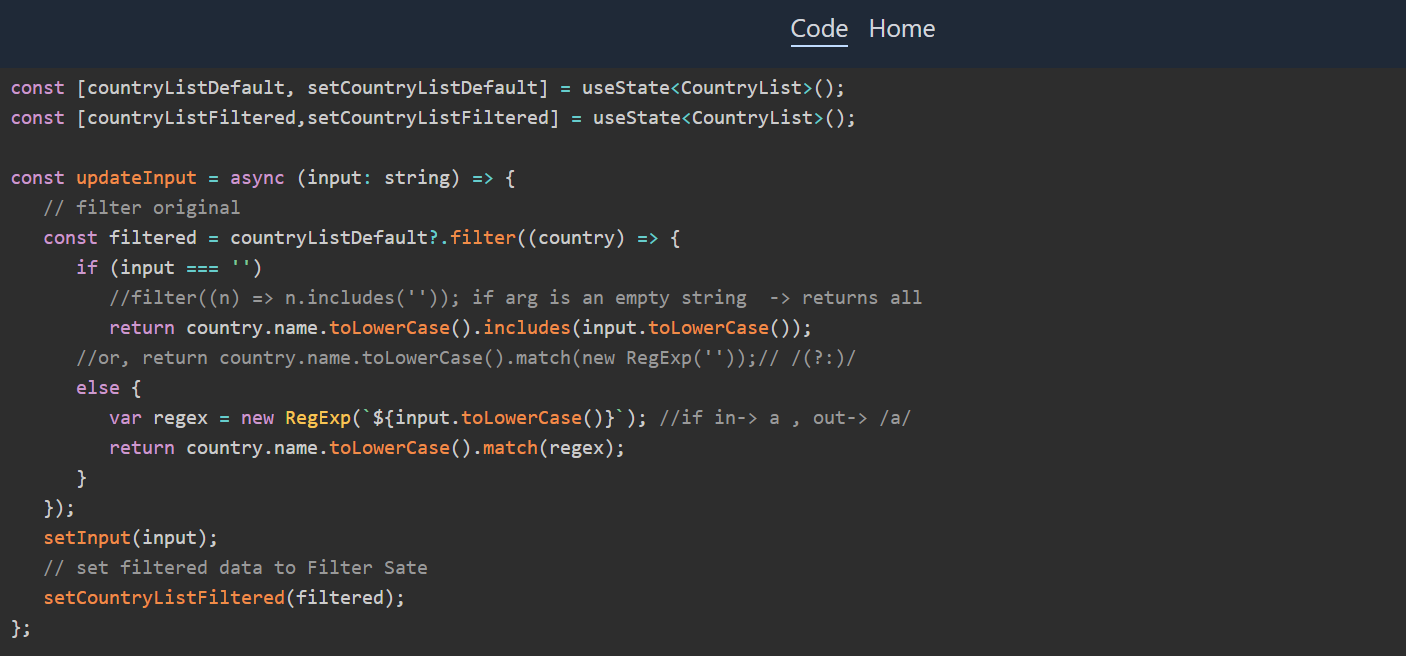 Code Home
const [countryListDefault, setCountryListDefault] = useState<CountryList>();
const [countryListFiltered,setCountryListFiltered] = useState<CountryList>();

const updateInput = async (input: string) => {
   // filter original
   const filtered = countryListDefault?.filter((country) => {
      if (input === '')
         //filter((n) => n.includes('')); if arg is an empty string  -> returns all
         return country.name.toLowerCase().includes(input.toLowerCase());
      //or, return country.name.toLowerCase().match(new RegExp(''));// /(?:)/
      else {
         var regex = new RegExp(`${input.toLowerCase()}`); //if in-> a , out-> /a/
         return country.name.toLowerCase().match(regex);
      }
   });
   setInput(input);
   // set filtered data to Filter Sate
   setCountryListFiltered(filtered);
};